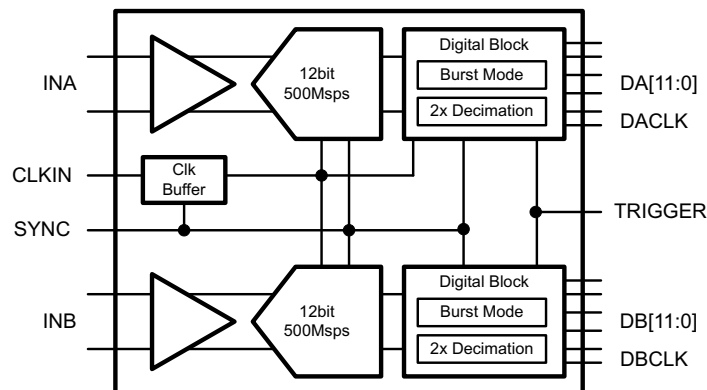 Digital Block
Burst Mode
2x Decimation
12bit
500Msps
INA
DA[11:0]
DACLK
CLKIN
Clk
Buffer
SYNC
TRIGGER
Digital Block
Burst Mode
2x Decimation
12bit
500Msps
INB
DB[11:0]
DBCLK